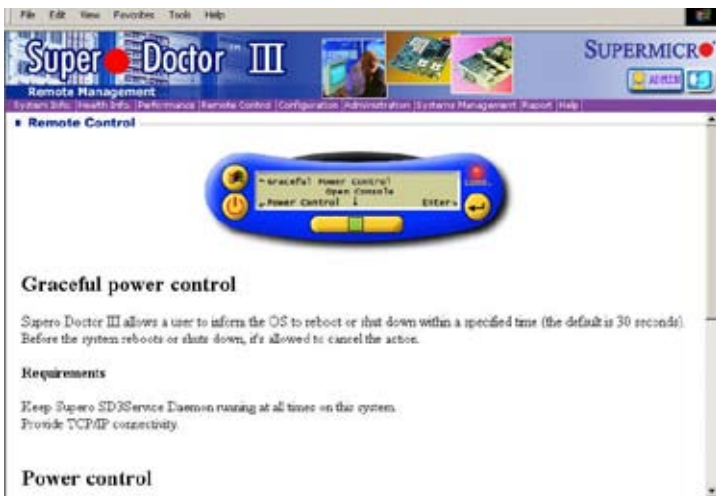 File Edit View Favorites Tools Help
Super Doctor III
SUPERMICR
Remote Management
ADMIN
System Info. |Health Info. |Performance |Remote Control |Configuration |Administration |Systems Management |Report |Help|
Remote Control
Graceful Power Control
Open Console
Power Control Enter
Graceful power control
Supero Doctor III allows a user to inform the OS to reboot or shut down within a specified time (the default is 30 seconds).
Before the system reboots or shuts down, it's allowed to cancel the action.
Requirements
Keep Supero SD3Service Daemon running at all times on this system.
Provide TCP/IP connectivity.
Power control